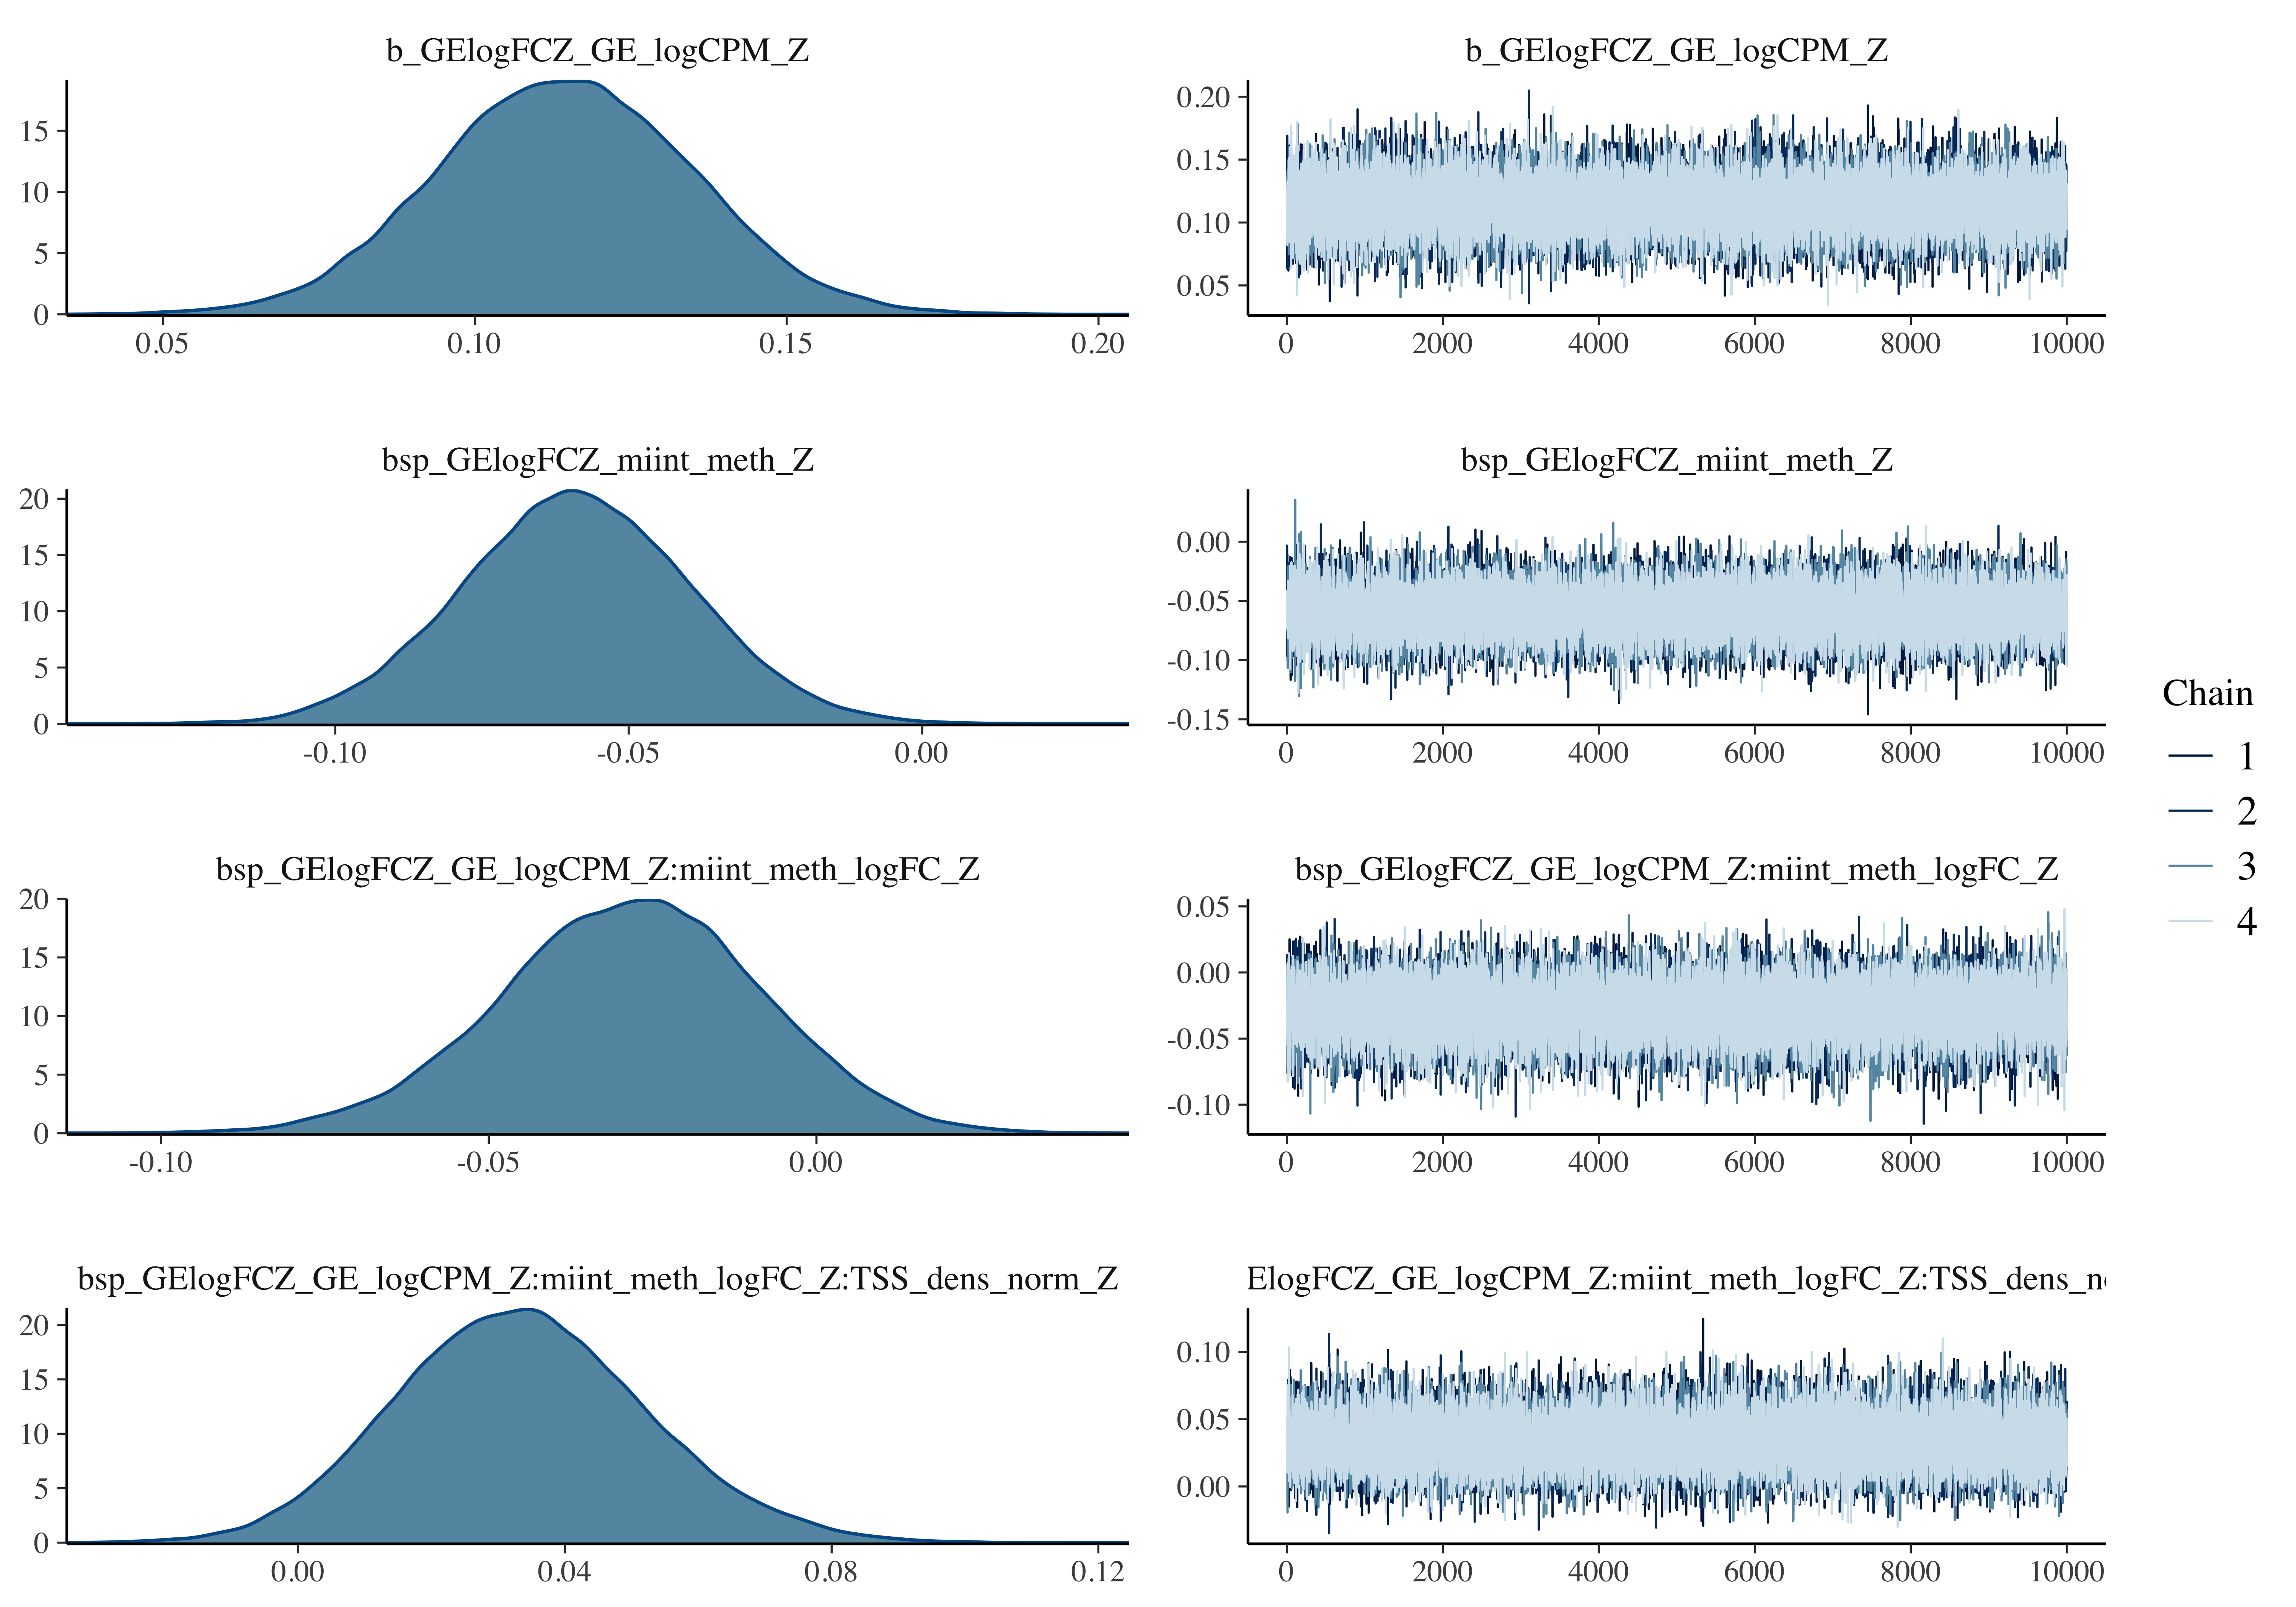 b_GElogFCZ_GE_logCPM_Z
15
10
5
0
0.05 0.10 0.15 0.20
b_GElogFCZ_GE_logCPM_Z
0.20
0.15
0.10
0.05
0 2000 4000 6000 8000 10000
bsp_GElogFCZ_miint_meth_Z
20
15
10
5
0
-0.10 -0.05 0.00
bsp_GElogFCZ_miint_meth_Z
0.00
-0.05
-0.10
-0.15
0 2000 4000 6000 8000 10000
bsp_GElogFCZ_GE_logCPM_Z:miint_meth_logFC_Z
20
15
10
5
0
-0.10 -0.05 0.00
bsp_GElogFCZ_GE_logCPM_Z:miint_meth_logFC_Z
0.05
0.00
-0.05
-0.10
0 2000 4000 6000 8000 10000
bsp_GElogFCZ_GE_logCPM_Z:miint_meth_logFC_Z:TSS_dens_norm_Z
20
15
10
5
0
0.00 0.04 0.08 0.12
ElogFCZ_GE_logCPM_Z:miint_meth_logFC_Z:TSS_dens_n
0.10
0.05
0.00
0 2000 4000 6000 8000 10000
Chain
1
2
3
4